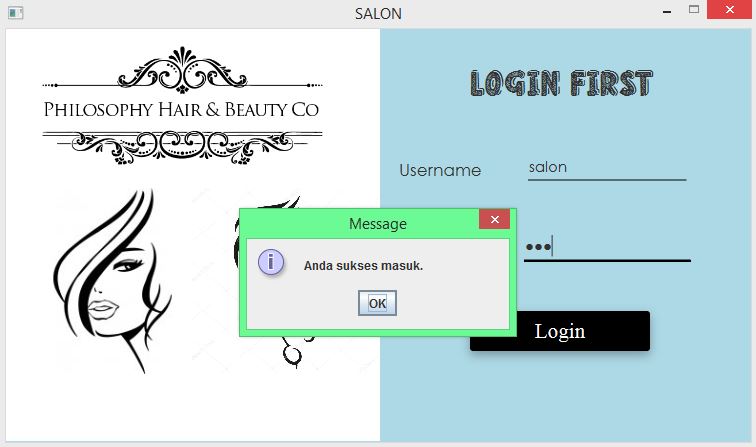 SALON
PHILOSOPHY HAIR & BEAUTY CO
LOGIN FIRST
Username
salon
Message
Anda sukses masuk.
OK
Login